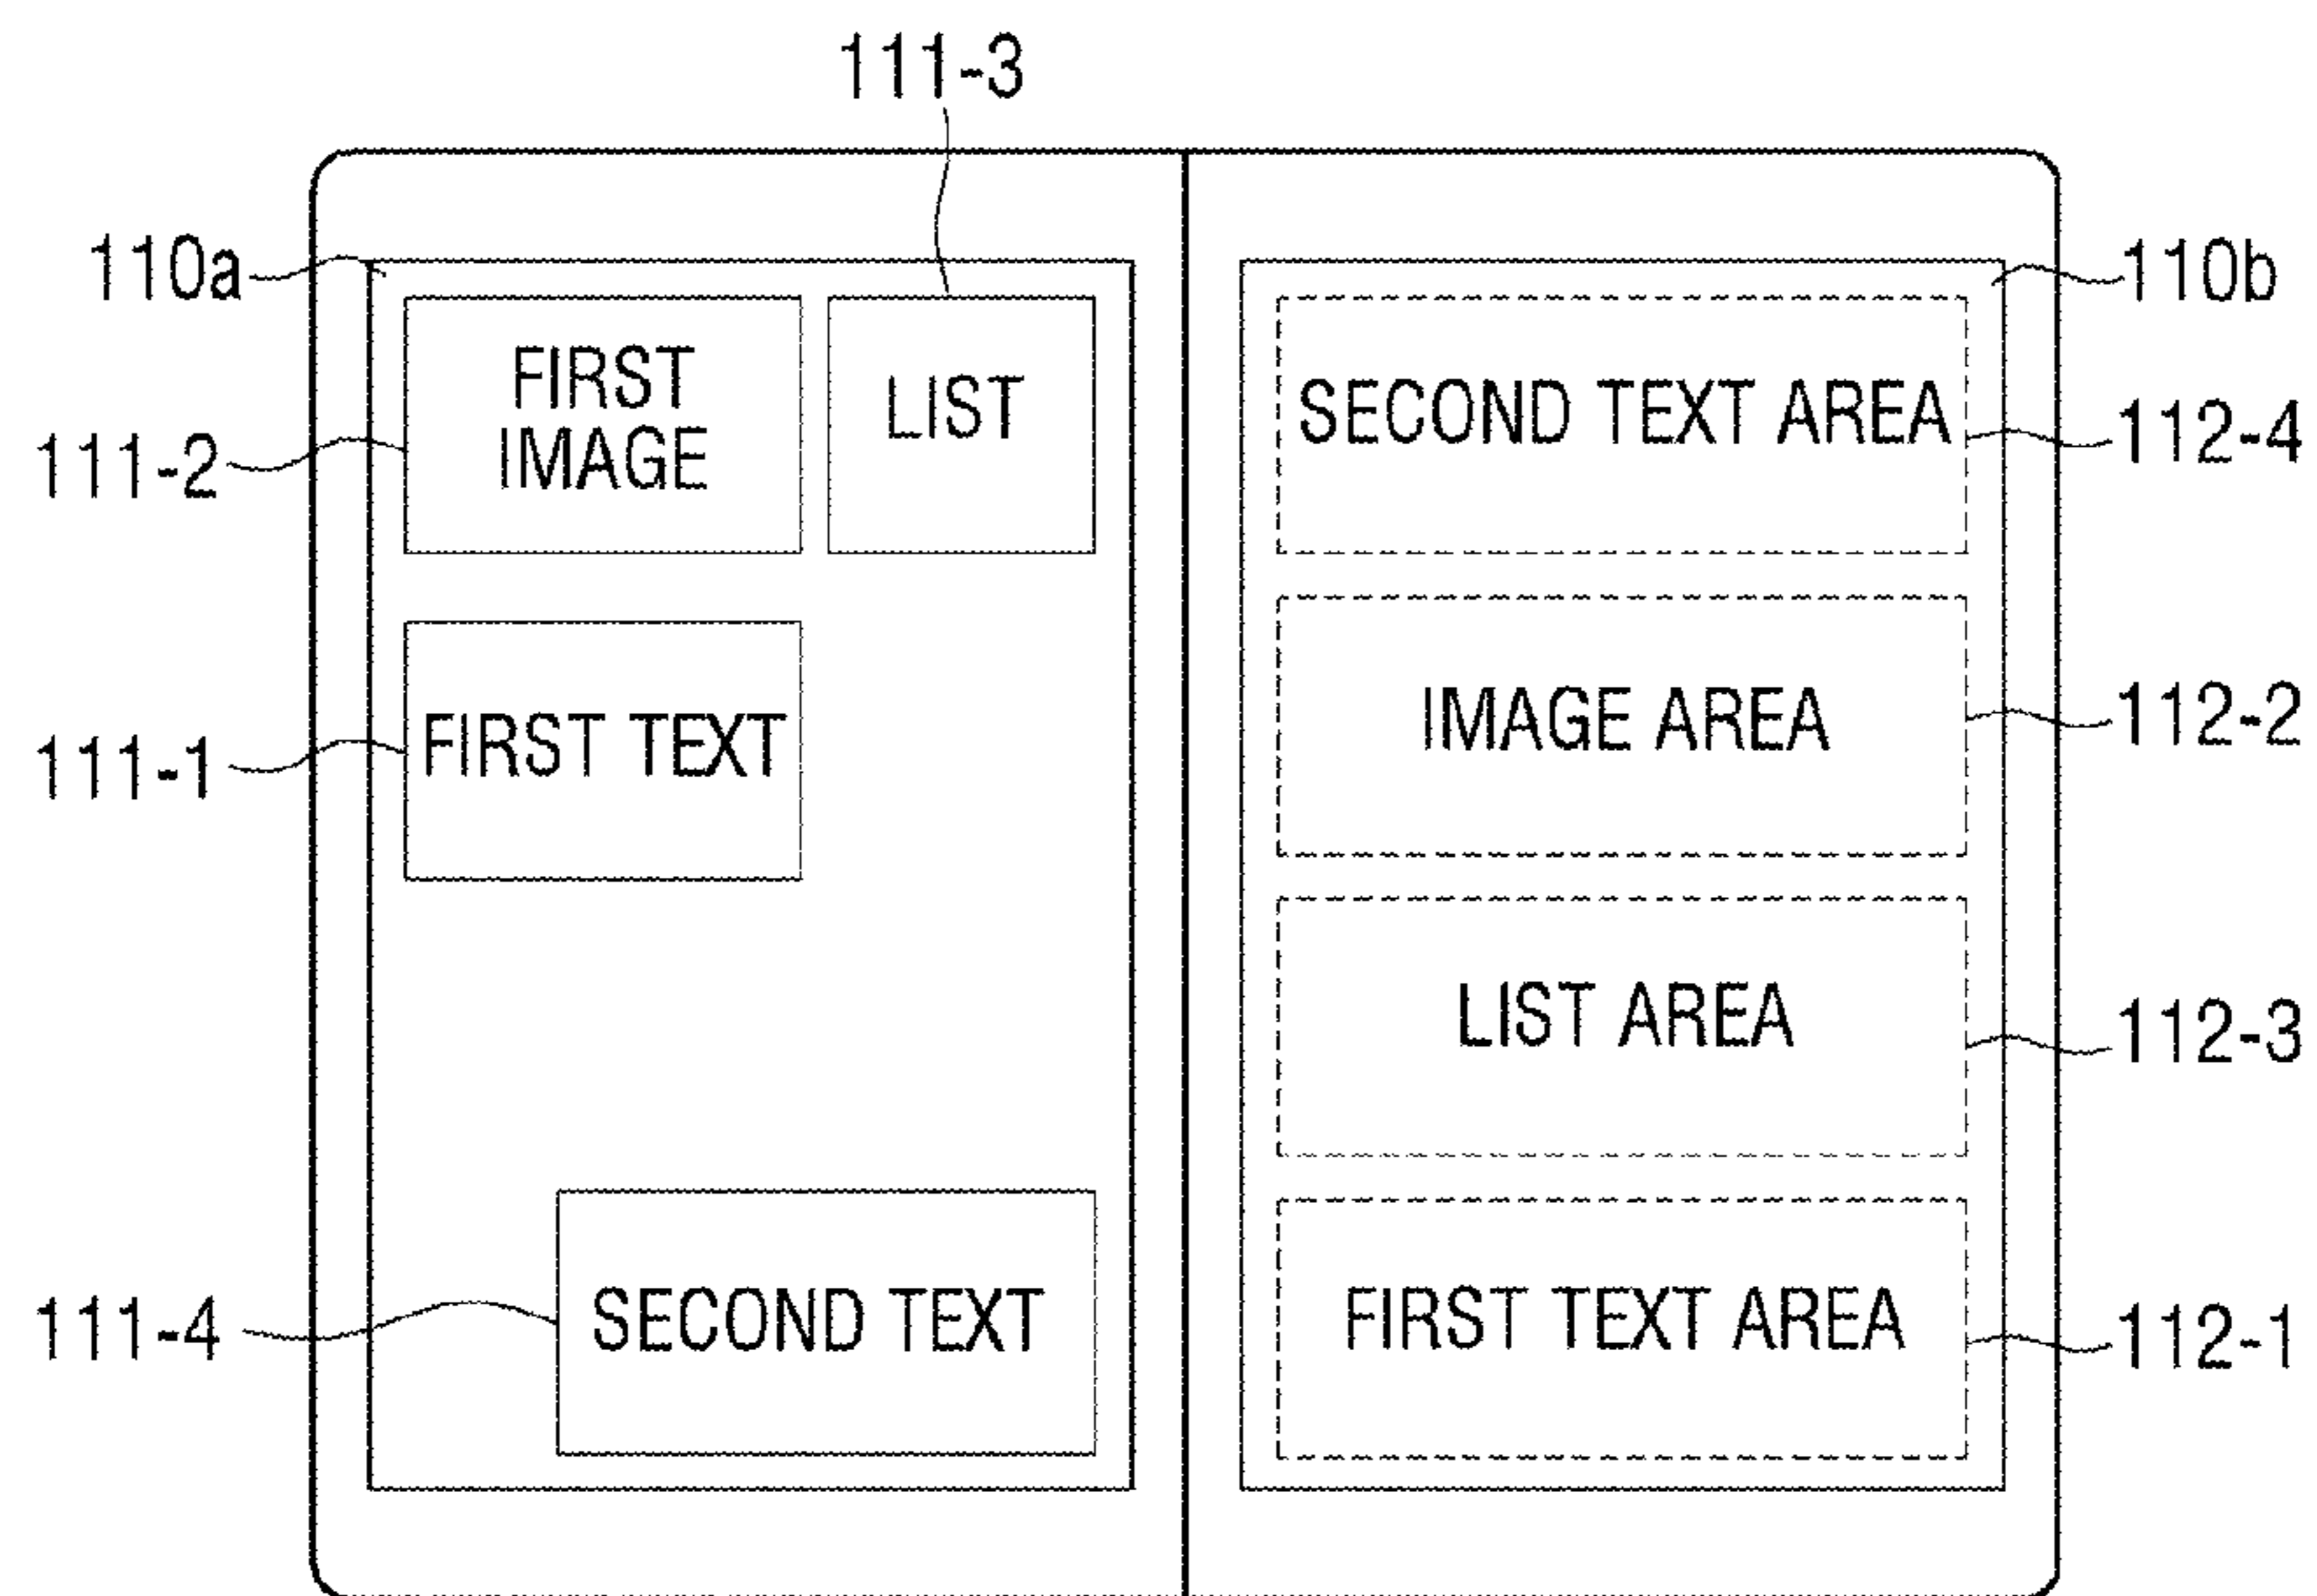 111-3
110a
110b
FIRST
IMAGE
LIST
SECOND TEXT AREA
111-2
112-4
IMAGE AREA
112-2
FIRST TEXT
111-1
LIST AREA
112-3
SECOND TEXT
111-4
FIRST TEXT AREA
112-1